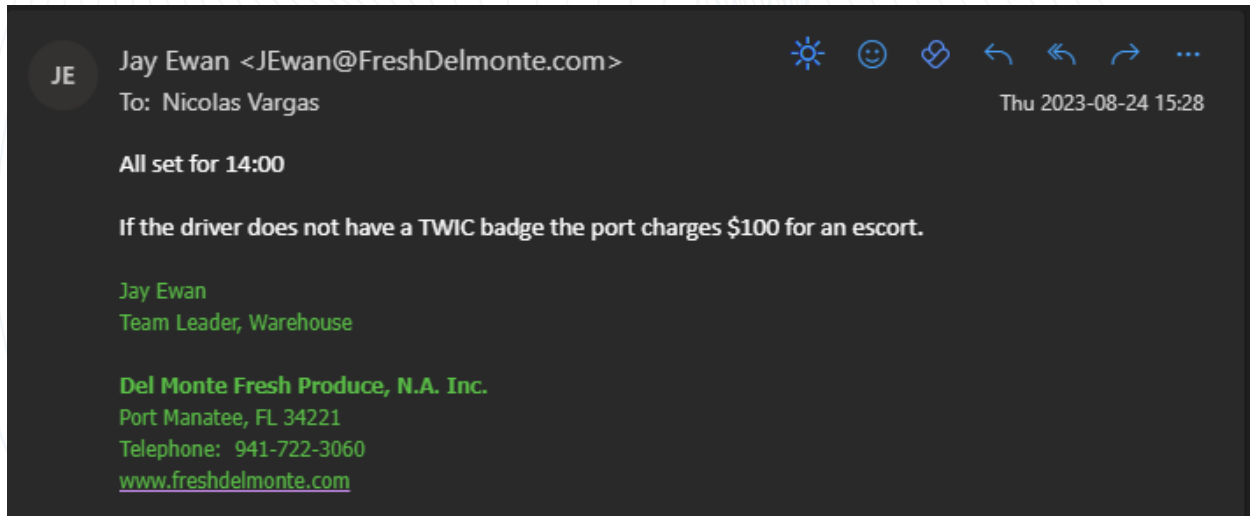 JE
Jay Ewan <JEwan@FreshDelmonte.com>
To: Nicolas Vargas
Thu 2023-08-24 15:28
All set for 14:00
If the driver does not have a TWIC badge the port charges $100 for an escort.
Jay Ewan
Team Leader, Warehouse
Del Monte Fresh Produce, N.A. Inc.
Port Manatee, FL 34221
Telephone: 941-722-3060
www.freshdelmonte.com